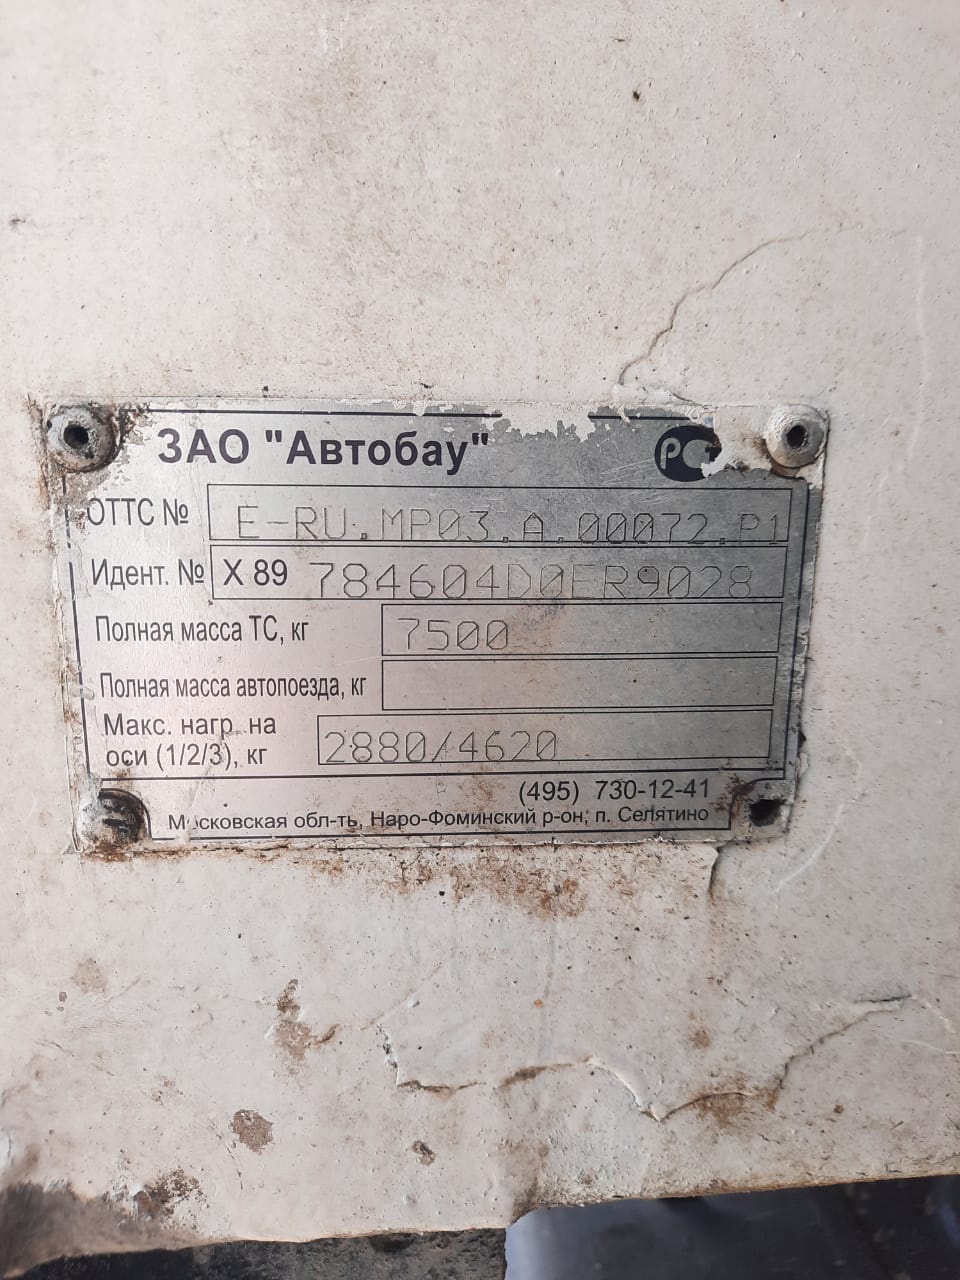 ЗАО "Автобау"
РСТ
ОТТС № E-RU.MP03.A.00072.P1
Идент. № X 89 784604D0ER9028
Полная масса ТС, кг 7500
Полная масса автопоезда, кг
Макс. нагр. на
оси (1/2/3), кг 2880/4620
(495) 730-12-41
Московская обл-ть, Наро-Фоминский р-он, п. Селятино